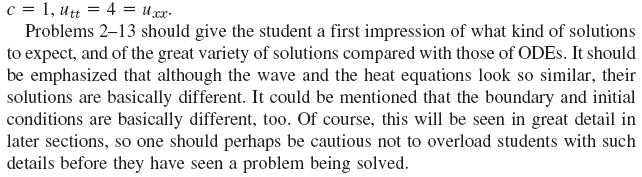 c = 1, uₜₜ = 4 = uₓₓ.
Problems 2–13 should give the student a first impression of what kind of solutions
to expect, and of the great variety of solutions compared with those of ODEs. It should
be emphasized that although the wave and the heat equations look so similar, their
solutions are basically different. It could be mentioned that the boundary and initial
conditions are basically different, too. Of course, this will be seen in great detail in
later sections, so one should perhaps be cautious not to overload students with such
details before they have seen a problem being solved.